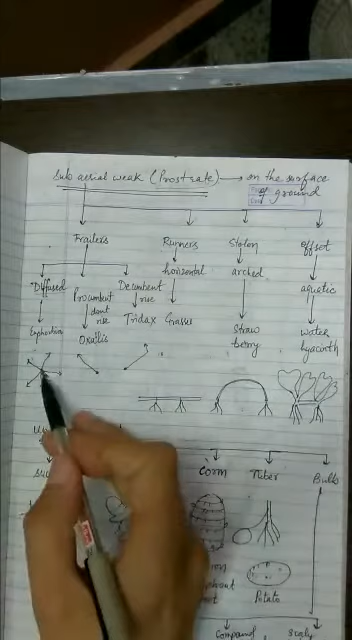 Sub aerial weak (Prostrate) → on the surface
of ground
Trailers
Runners
Stolon
offset
Diffused
Procumbent
dont
rise
Decumbent
rise
horizontal
arched
aquatic
Euphorbia
Oxalis
Tridax
Grasses
Straw
berry
water
hyacinth
Corm
Tuber
Bulbs
Potato
Compound
Scaly